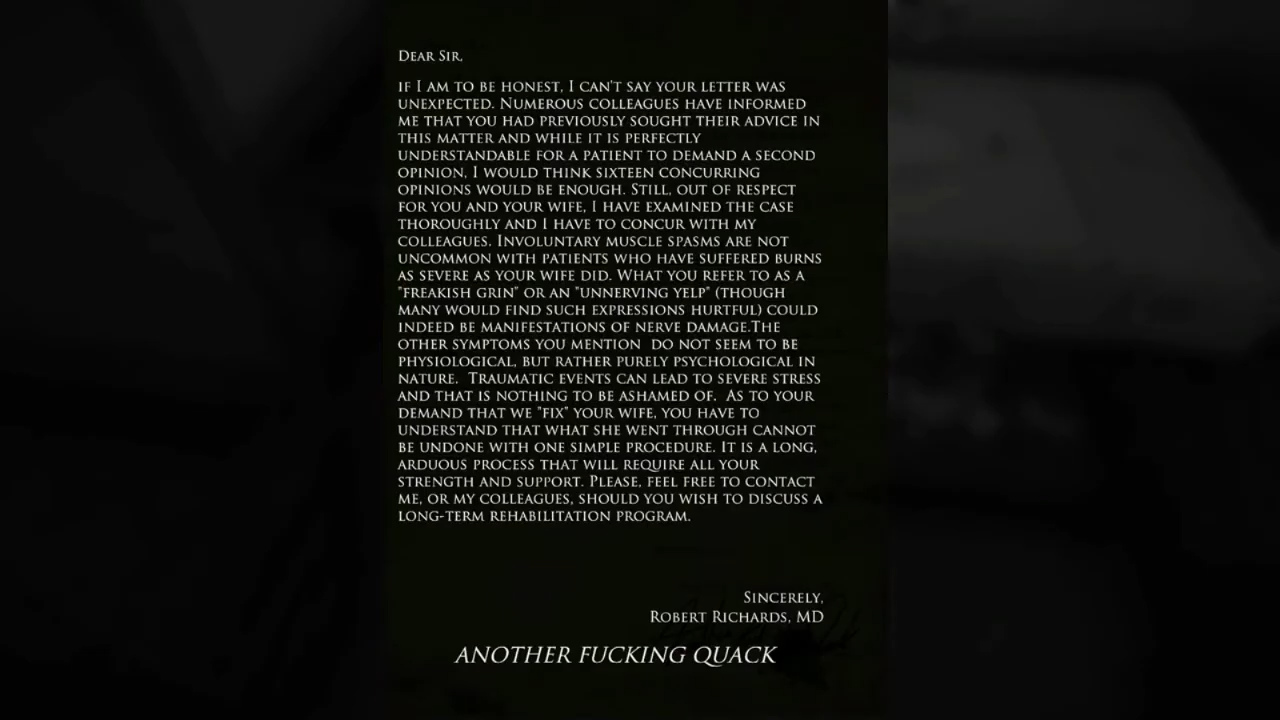 Dear Sir,
if I am to be honest, I can't say your letter was
unexpected. Numerous colleagues have informed
me that you had previously sought their advice in
this matter and while it is perfectly
understandable for a patient to demand a second
opinion, I would think sixteen concurring
opinions would be enough. Still, out of respect
for you and your wife, I have examined the case
thoroughly and I have to concur with my
colleagues. Involuntary muscle spasms are not
uncommon with patients who have suffered burns
as severe as your wife did. What you refer to as a
"freakish grin" or an "unnerving yelp" (though
many would find such expressions hurtful) could
indeed be manifestations of nerve damage.The
other symptoms you mention do not seem to be
physiological, but rather purely psychological in
nature. Traumatic events can lead to severe stress
and that is nothing to be ashamed of. As to your
demand that we "fix" your wife, you have to
understand that what she went through cannot
be undone with one simple procedure. It is a long,
arduous process that will require all your
strength and support. Please, feel free to contact
me, or my colleagues, should you wish to discuss a
long-term rehabilitation program.
Sincerely,
Robert Richards, MD
ANOTHER FUCKING QUACK